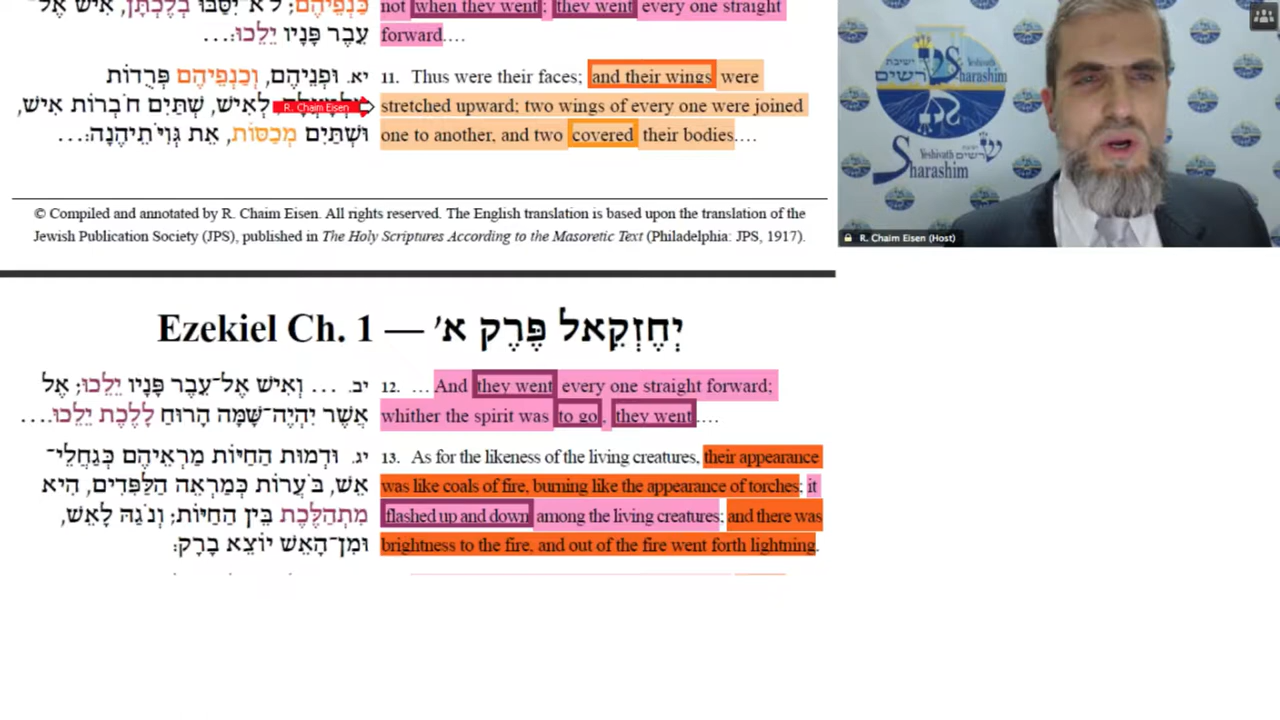 כַּנְפֵיהֶם; לֹא־יִסַּבּוּ בְלֶכְתָּן, אִישׁ אֶל־
עֵבֶר פָּנָיו יֵלֵכוּ:…
not when they went; they went every one straight
forward….
יא. וּפְנֵיהֶם, וְכַנְפֵיהֶם פְּרֻדוֹת
לְאִישׁ, שְׁתַּיִם חֹבְרוֹת אִישׁ,
וּשְׁתַּיִם מְכַסּוֹת, אֵת גְּוִיֹּתֵיהֶנָה:…
R. Chaim Eisen
11. Thus were their faces; and their wings were
stretched upward; two wings of every one were joined
one to another, and two covered their bodies….
© Compiled and annotated by R. Chaim Eisen. All rights reserved. The English translation is based upon the translation of the
Jewish Publication Society (JPS), published in The Holy Scriptures According to the Masoretic Text (Philadelphia: JPS, 1917).
Ezekiel Ch. 1 — יְחֶזְקֵאל פֶּרֶק א׳
יב. … וְאִישׁ אֶל־עֵבֶר פָּנָיו יֵלֵכוּ; אֶל
אֲשֶׁר יִהְיֶה־שָׁמָּה הָרוּחַ לָלֶכֶת יֵלֵכוּ….
12. … And they went every one straight forward;
whither the spirit was to go, they went….
יג. וּדְמוּת הַחַיּוֹת מַרְאֵיהֶם כְּגַחֲלֵי־
אֵשׁ, בֹּעֲרוֹת כְּמַרְאֵה הַלַּפִּדִים, הִיא
מִתְהַלֶּכֶת בֵּין הַחַיּוֹת; וְנֹגַהּ לָאֵשׁ,
וּמִן־הָאֵשׁ יוֹצֵא בָרָק:
13. As for the likeness of the living creatures, their appearance
was like coals of fire, burning like the appearance of torches; it
flashed up and down among the living creatures; and there was
brightness to the fire, and out of the fire went forth lightning.
ישיבת
שרשים
Yeshivath
Sharashim
ישיבת
שרשים
Yeshivath
Sharashim
R. Chaim Eisen (Host)